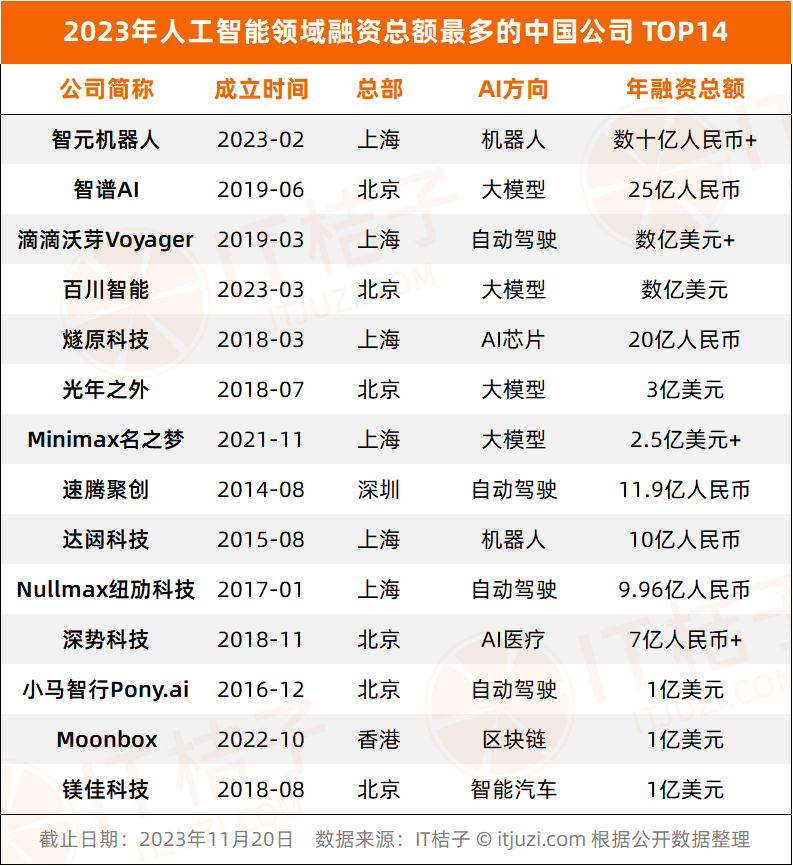 2023年人工智能领域融资总额最多的中国公司 TOP14
公司简称 成立时间 总部 AI方向 年融资总额
智元机器人 2023-02 上海 机器人 数十亿人民币+
智谱AI 2019-06 北京 大模型 25亿人民币
滴滴沃芽Voyager 2019-03 上海 自动驾驶 数亿美元+
百川智能 2023-03 北京 大模型 数亿美元
燧原科技 2018-03 上海 AI芯片 20亿人民币
光年之外 2018-07 北京 大模型 3亿美元
Minimax名之梦 2021-11 上海 大模型 2.5亿美元+
速腾聚创 2014-08 深圳 自动驾驶 11.9亿人民币
达闼科技 2015-08 上海 机器人 10亿人民币
Nullmax纽劢科技 2017-01 上海 自动驾驶 9.96亿人民币
深势科技 2018-11 北京 AI医疗 7亿人民币+
小马智行Pony.ai 2016-12 北京 自动驾驶 1亿美元
Moonbox 2022-10 香港 区块链 1亿美元
镁佳科技 2018-08 北京 智能汽车 1亿美元
截止日期：2023年11月20日 数据来源：IT桔子 © itjuzi.com 根据公开数据整理
IT桔子
ITJUZI.COM
IT桔子
ITJUZI.COM